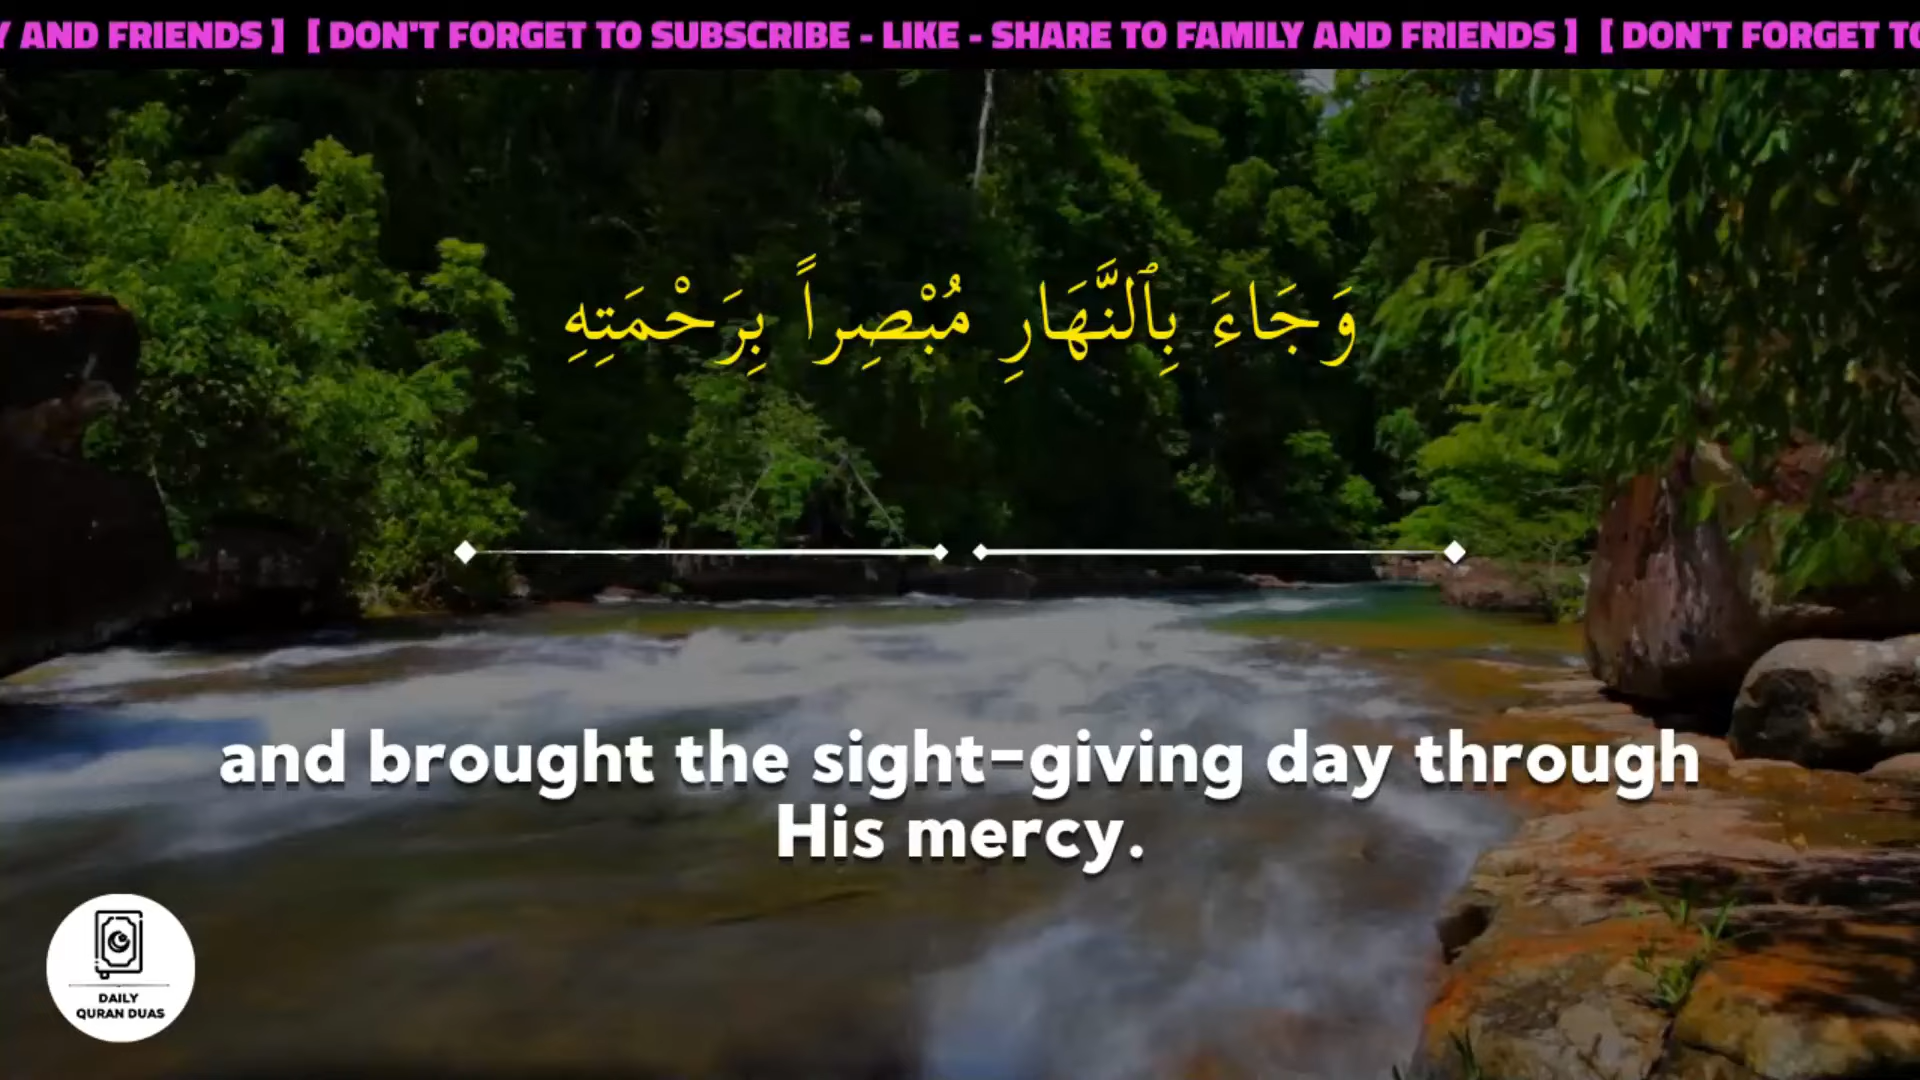 Y AND FRIENDS ] [ DON'T FORGET TO SUBSCRIBE - LIKE - SHARE TO FAMILY AND FRIENDS ] [ DON'T FORGET TO
وَجَاءَ بِٱلنَّهَارِ مُبْصِراً بِرَحْمَتِهِ
and brought the sight-giving day through
His mercy.
DAILY
QURAN DUAS